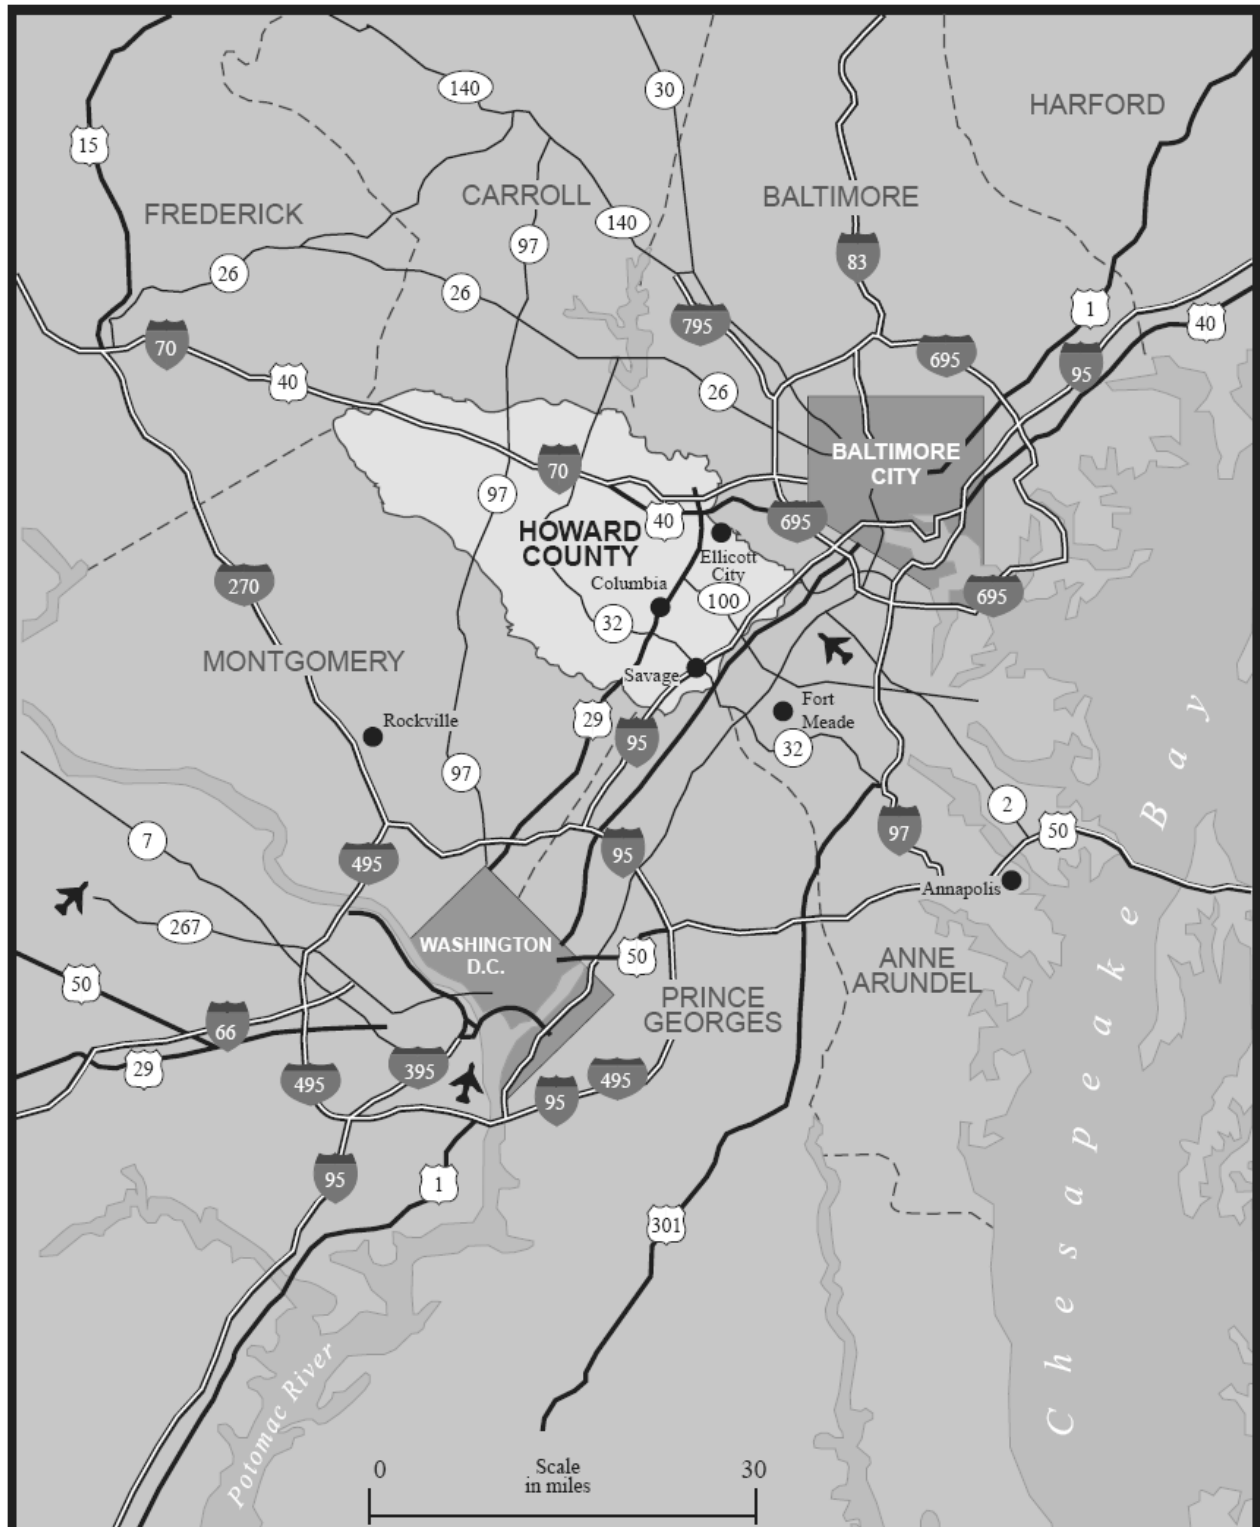 140
30
HARFORD
15
CARROLL
BALTIMORE
FREDERICK
140
97
83
26
26
1
40
795
70
695
95
40
26
BALTIMORE
CITY
70
97
40
695
HOWARD
COUNTY
Ellicott
City
270
Columbia
100
695
32
MONTGOMERY
Savage
Rockville
Fort
Meade
29
95
32
97
2
7
97
50
495
95
Annapolis
267
WASHINGTON
D.C.
50
50
ANNE
ARUNDEL
PRINCE
GEORGES
66
29
395
495
495
95
95
1
301
Chesapeake Bay
Potomac River
0
Scale
in miles
30